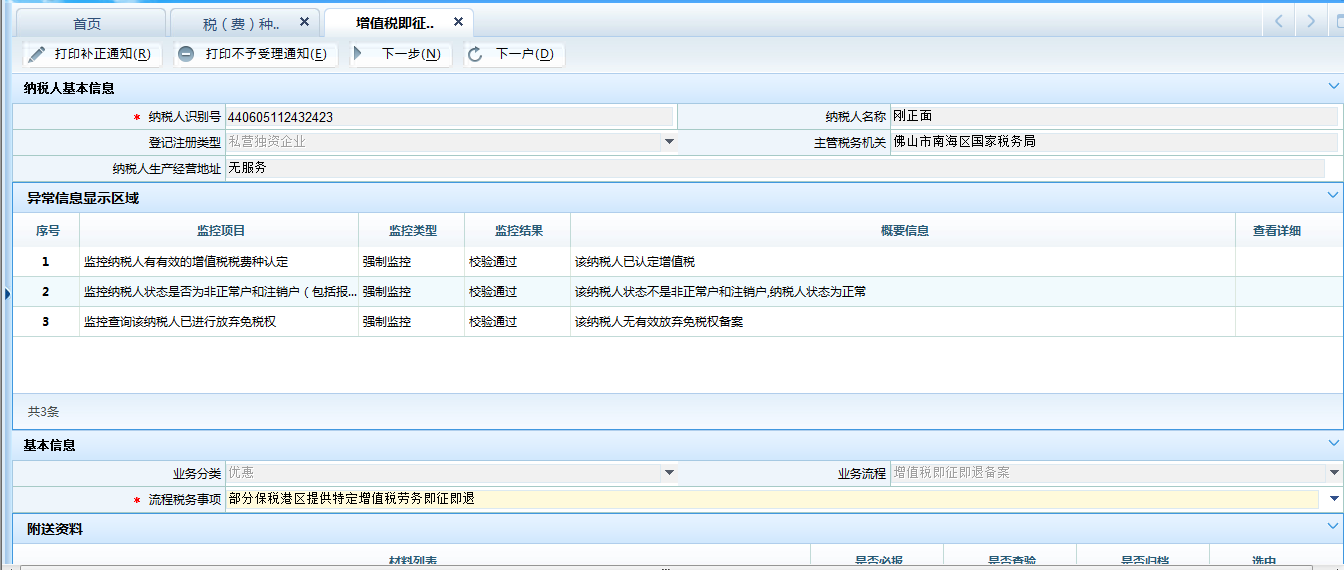 首页 税（费）种.. 增值税即征..
打印补正通知(R) 打印不予受理通知(E) 下一步(N) 下一户(D)
纳税人基本信息
* 纳税人识别号 440605112432423 纳税人名称 刚正面
登记注册类型 私营独资企业 主管税务机关 佛山市南海区国家税务局
纳税人生产经营地址 无服务
异常信息显示区域
序号 监控项目 监控类型 监控结果 概要信息 查看详细
1 监控纳税人有有效的增值税税费种认定 强制监控 校验通过 该纳税人已认定增值税
2 监控纳税人状态是否为非正常户和注销户（包括报... 强制监控 校验通过 该纳税人状态不是非正常户和注销户,纳税人状态为正常
3 监控查询该纳税人已进行放弃免税权 强制监控 校验通过 该纳税人无有效放弃免税权备案
共3条
基本信息
业务分类 优惠 业务流程 增值税即征即退备案
* 流程税务事项 部分保税港区提供特定增值税劳务即征即退
附送资料
材料列表 是否必报 是否查验 是否归档 选中